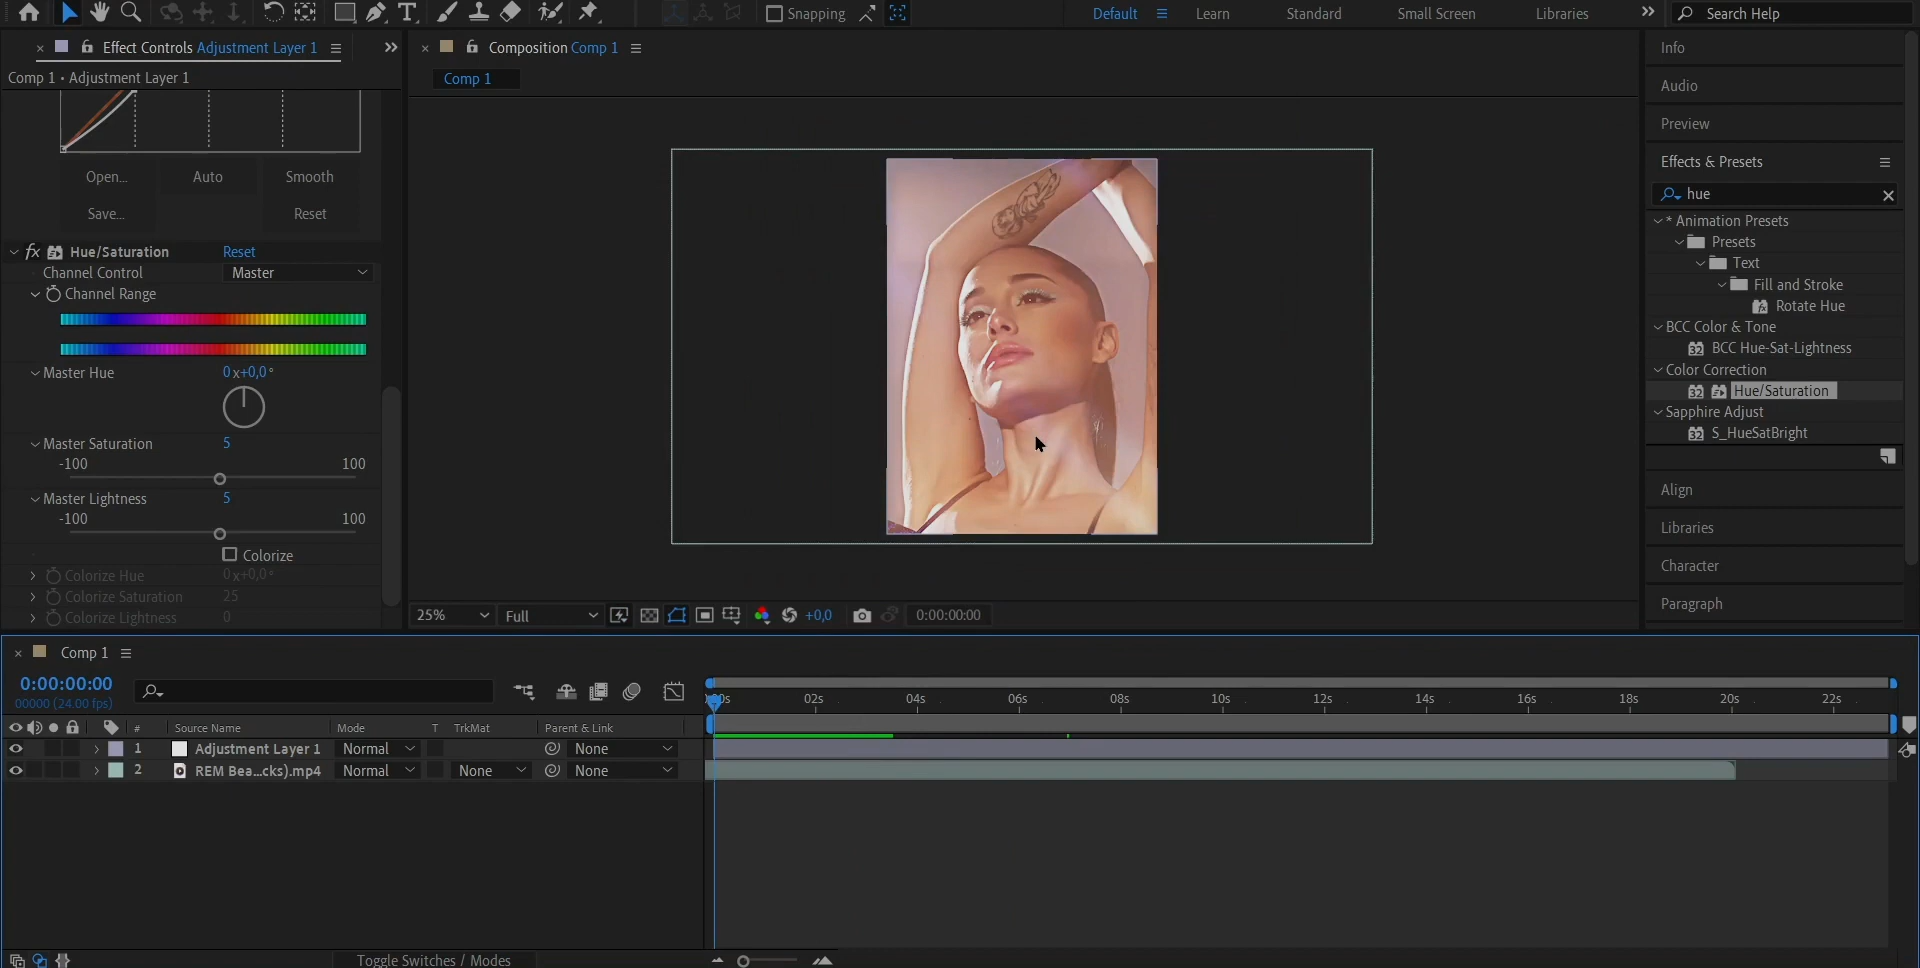 Snapping
Default
Learn
Standard
Small Screen
Libraries
Search Help
Effect Controls Adjustment Layer 1
Composition Comp 1
Info
Comp 1 • Adjustment Layer 1
Comp 1
Audio
Preview
Effects & Presets
Open...
Auto
Smooth
hue
Save...
Reset
* Animation Presets
Presets
Hue/Saturation
Reset
Text
Channel Control
Master
Fill and Stroke
Channel Range
Rotate Hue
BCC Color & Tone
BCC Hue-Sat-Lightness
Master Hue
0x+0,0°
Color Correction
Hue/Saturation
Sapphire Adjust
Master Saturation
5
S_HueSatBright
-100
100
Align
Master Lightness
5
-100
100
Libraries
Colorize
Character
Colorize Hue
0x+0,0°
Colorize Saturation
25
Paragraph
Colorize Lightness
0
25%
Full
+0,0
0:00:00:00
Comp 1
0:00:00:00
00000 (24.00 fps)
02s
04s
06s
08s
10s
12s
14s
16s
18s
20s
22s
#
Source Name
Mode
T
TrkMat
Parent & Link
1
Adjustment Layer 1
Normal
None
2
REM Bea...cks).mp4
Normal
None
None
Toggle Switches / Modes